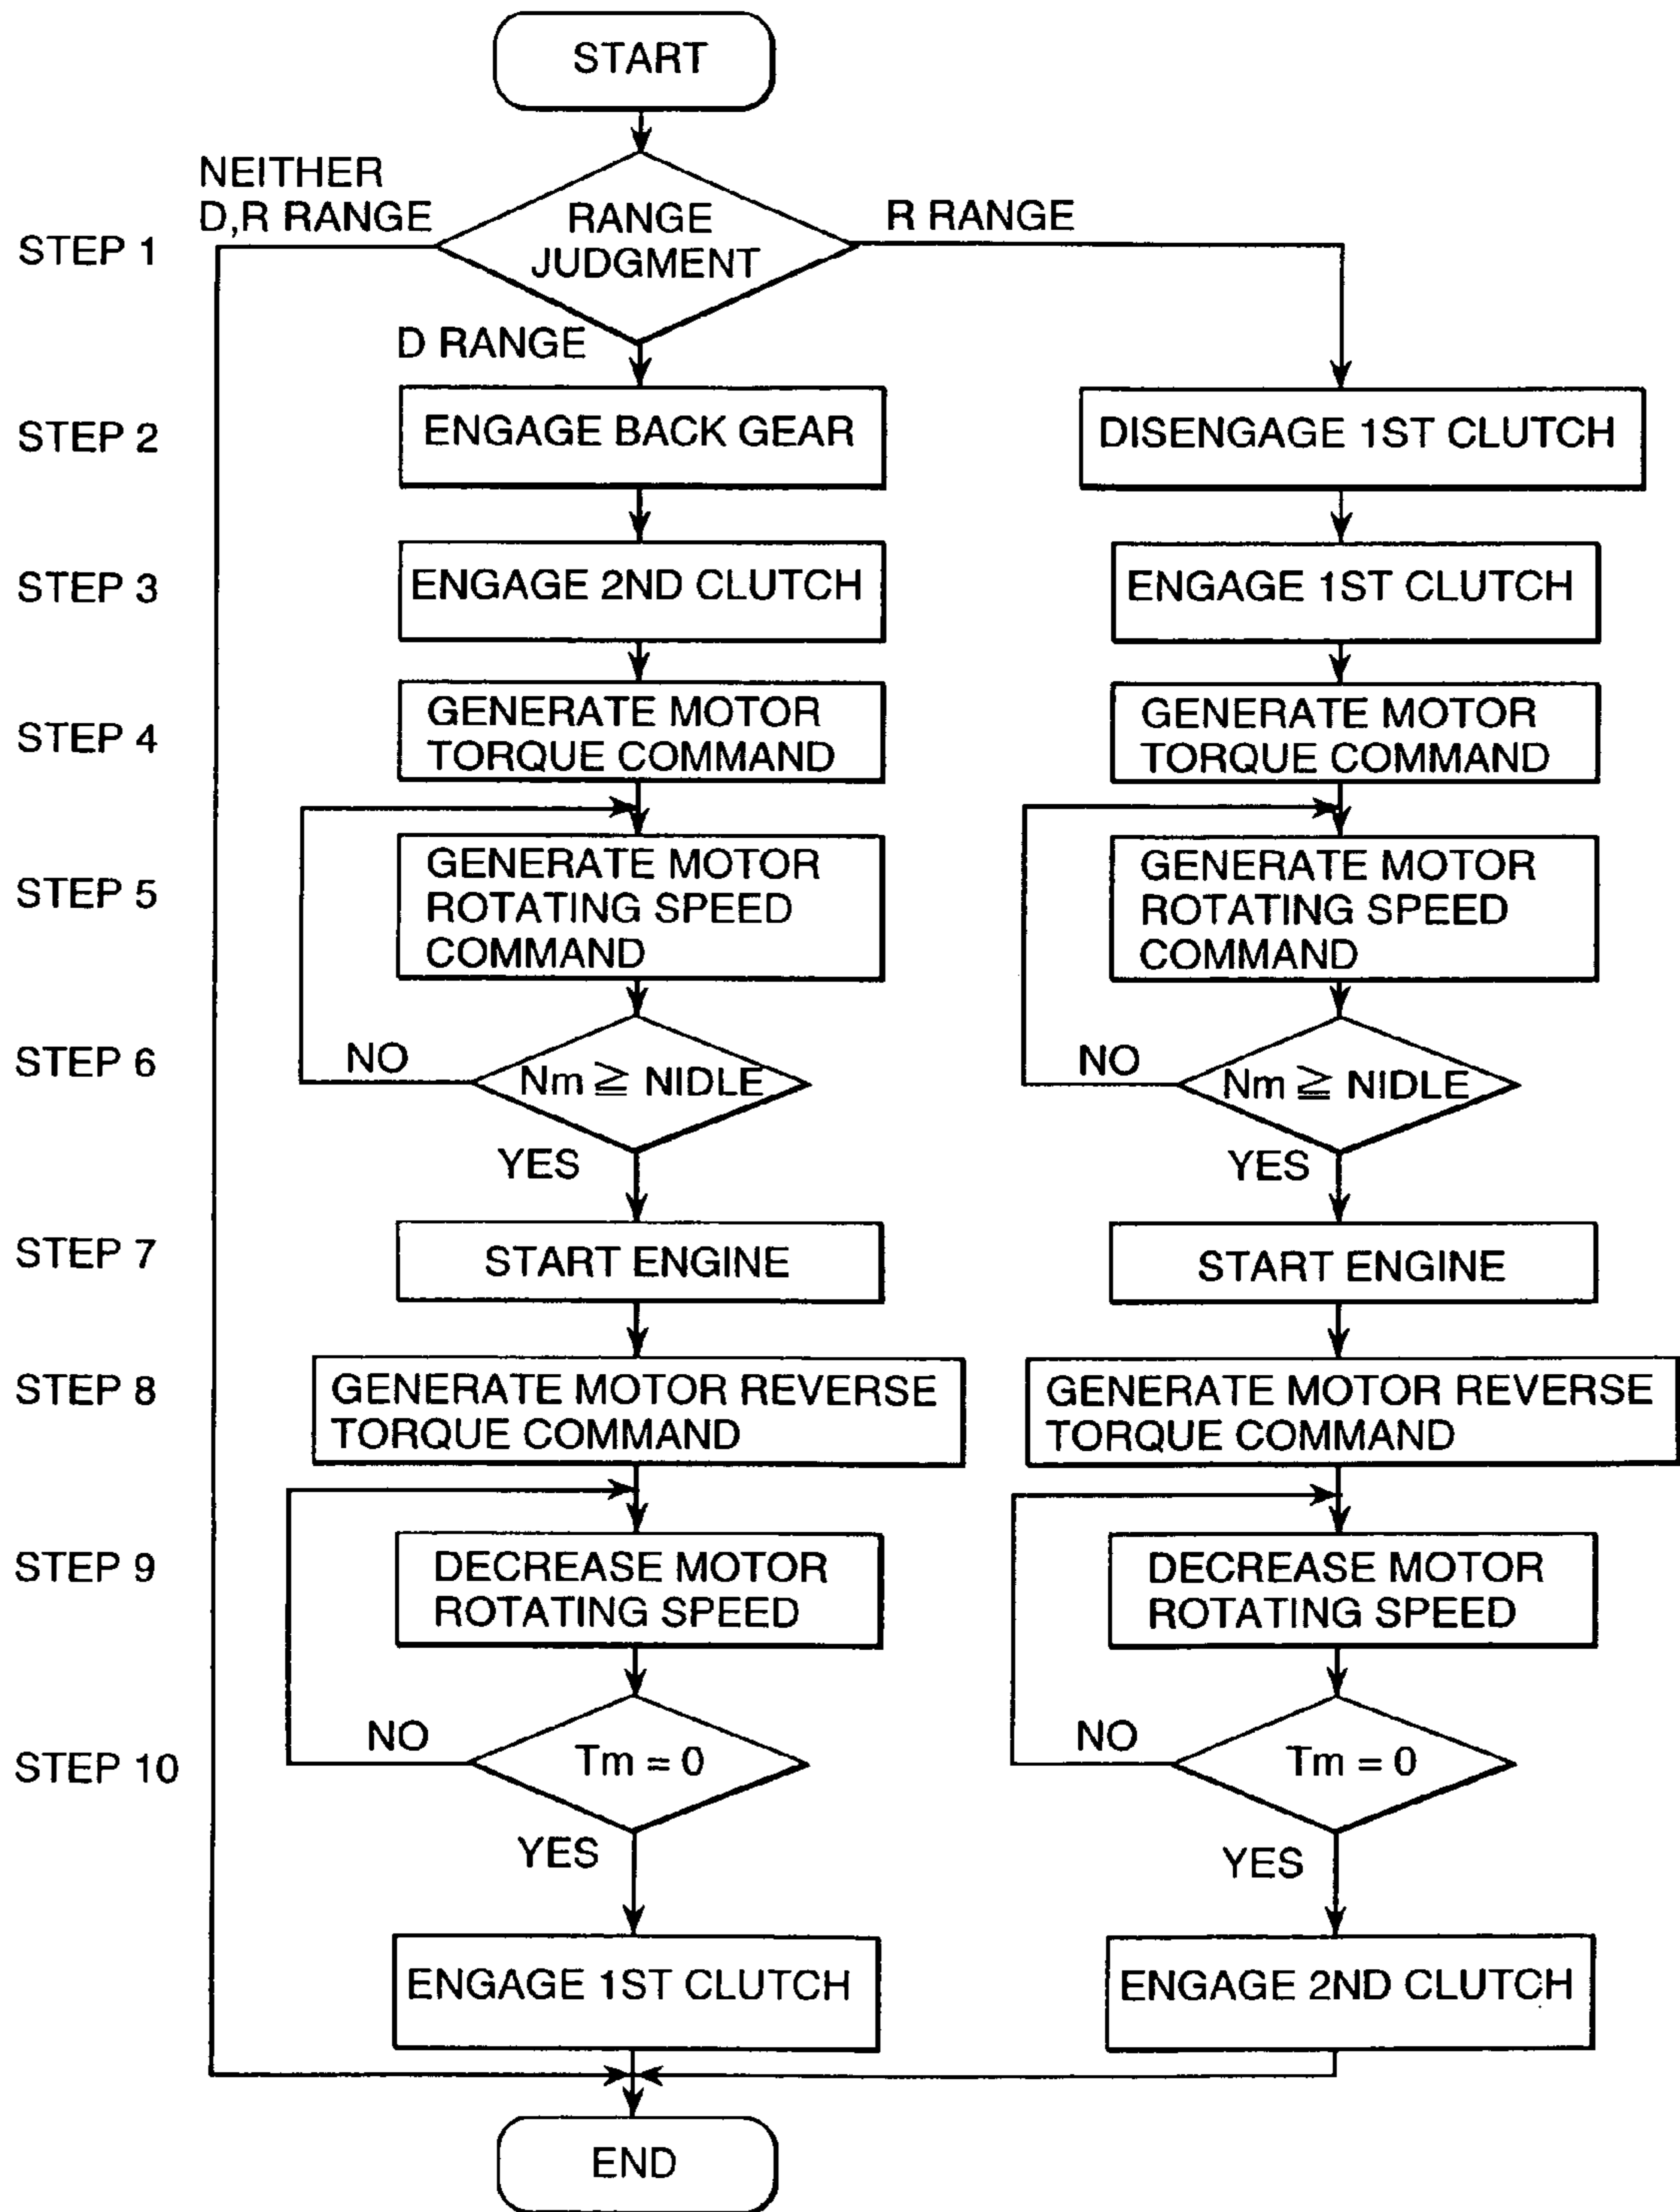 START
NEITHER
D,R RANGE
RANGE
JUDGMENT
R RANGE
STEP 1
D RANGE
STEP 2
ENGAGE BACK GEAR
DISENGAGE 1ST CLUTCH
STEP 3
ENGAGE 2ND CLUTCH
ENGAGE 1ST CLUTCH
STEP 4
GENERATE MOTOR
TORQUE COMMAND
GENERATE MOTOR
TORQUE COMMAND
STEP 5
GENERATE MOTOR
ROTATING SPEED
COMMAND
GENERATE MOTOR
ROTATING SPEED
COMMAND
STEP 6
NO
Nm ≧ NIDLE
NO
Nm ≧ NIDLE
YES
YES
STEP 7
START ENGINE
START ENGINE
STEP 8
GENERATE MOTOR REVERSE
TORQUE COMMAND
GENERATE MOTOR REVERSE
TORQUE COMMAND
STEP 9
DECREASE MOTOR
ROTATING SPEED
DECREASE MOTOR
ROTATING SPEED
STEP 10
NO
Tm = 0
NO
Tm = 0
YES
YES
ENGAGE 1ST CLUTCH
ENGAGE 2ND CLUTCH
END